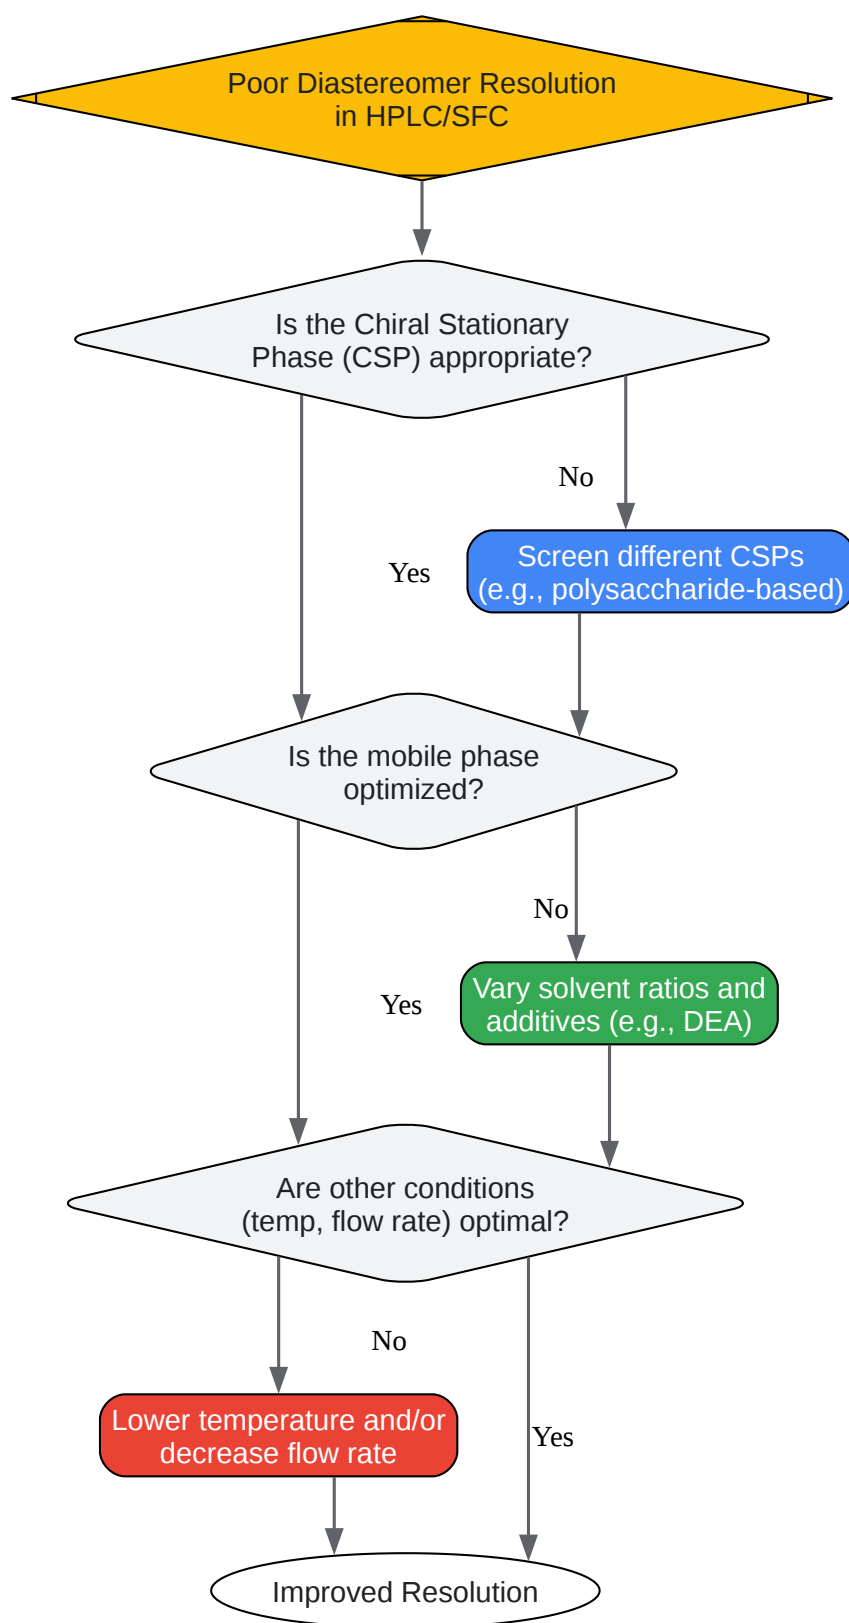 Poor Diastereomer Resolution
in HPLC/SFC
Is the Chiral Stationary
Phase (CSP) appropriate?
No
Yes
Screen different CSPs
(e.g., polysaccharide-based)
Is the mobile phase
optimized?
No
Yes
Vary solvent ratios and
additives (e.g., DEA)
Are other conditions
(temp, flow rate) optimal?
No
Lower temperature and/or
decrease flow rate
Yes
Improved Resolution